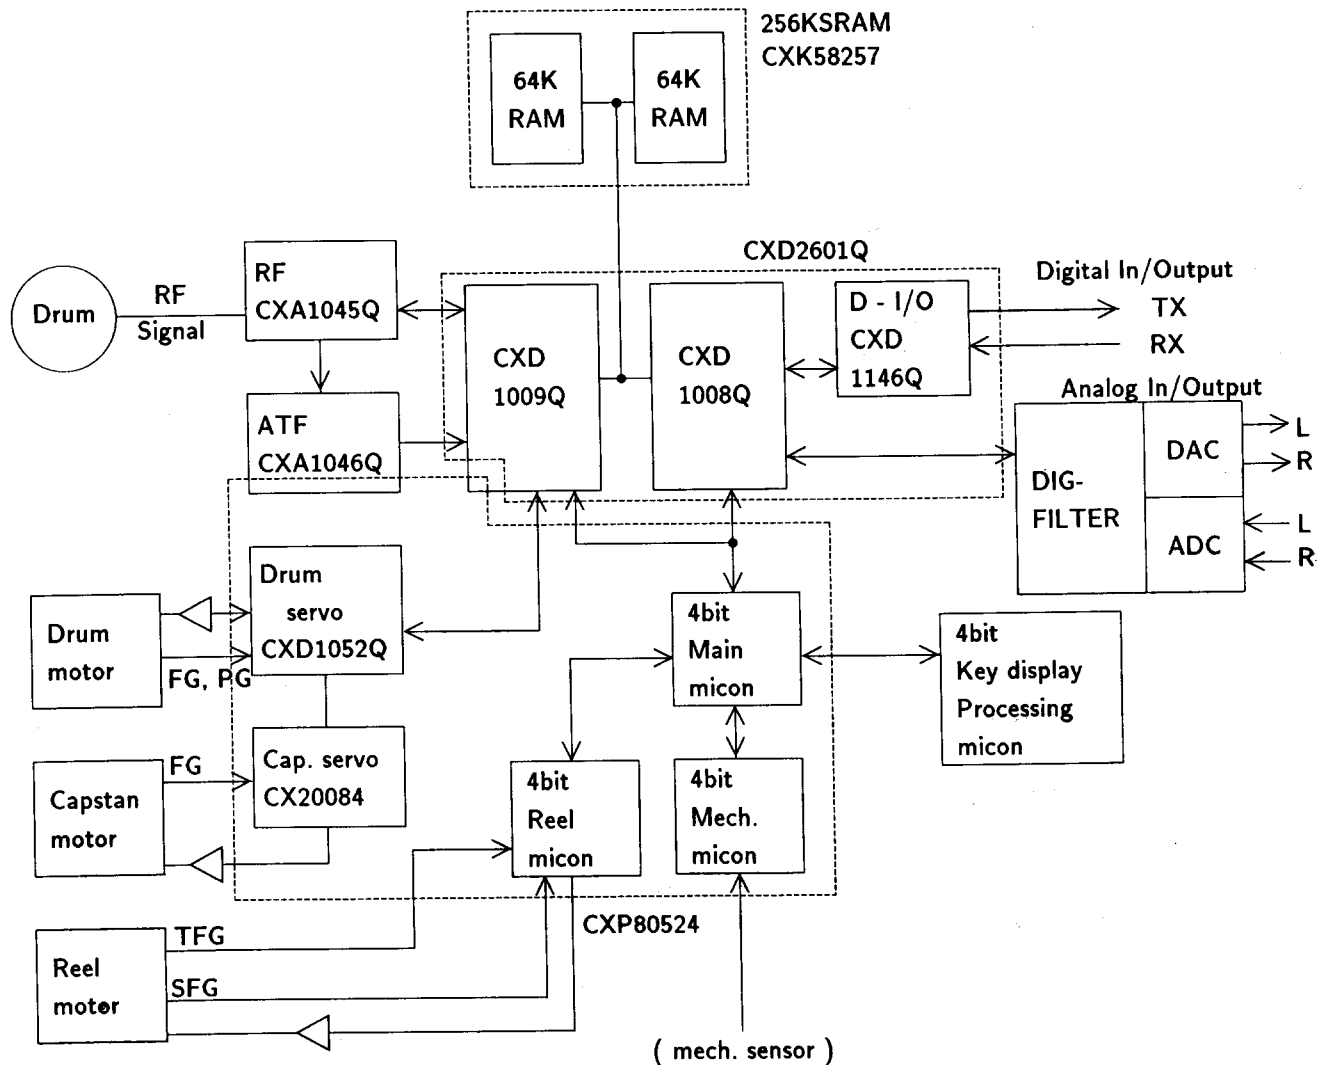 256KSRAM
CXK58257
64K
RAM
64K
RAM
CXD2601Q
Drum
RF
Signal
RF
CXA1045Q
ATF
CXA1046Q
CXD
1009Q
CXD
1008Q
D - I/O
CXD
1146Q
Digital In/Output
TX
RX
Analog In/Output
DIG-
FILTER
DAC
ADC
L
R
L
R
Drum
motor
FG, PG
Drum
servo
CXD1052Q
Capstan
motor
FG
Cap. servo
CX20084
4bit
Main
micon
4bit
Key display
Processing
micon
4bit
Reel
micon
4bit
Mech.
micon
CXP80524
Reel
motor
TFG
SFG
( mech. sensor )